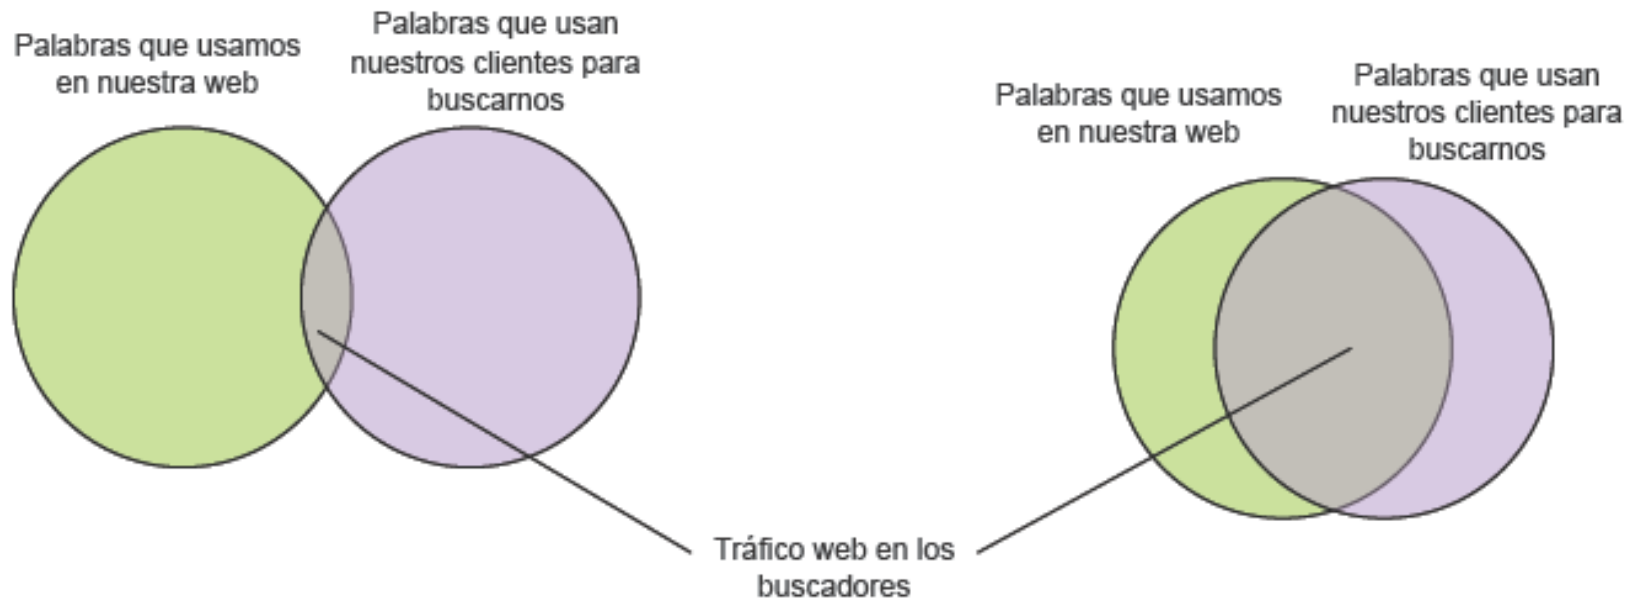 Palabras que usamos
en nuestra web
Palabras que usan
nuestros clientes para
buscarnos
Palabras que usamos
en nuestra web
Palabras que usan
nuestros clientes para
buscarnos
Tráfico web en los
buscadores